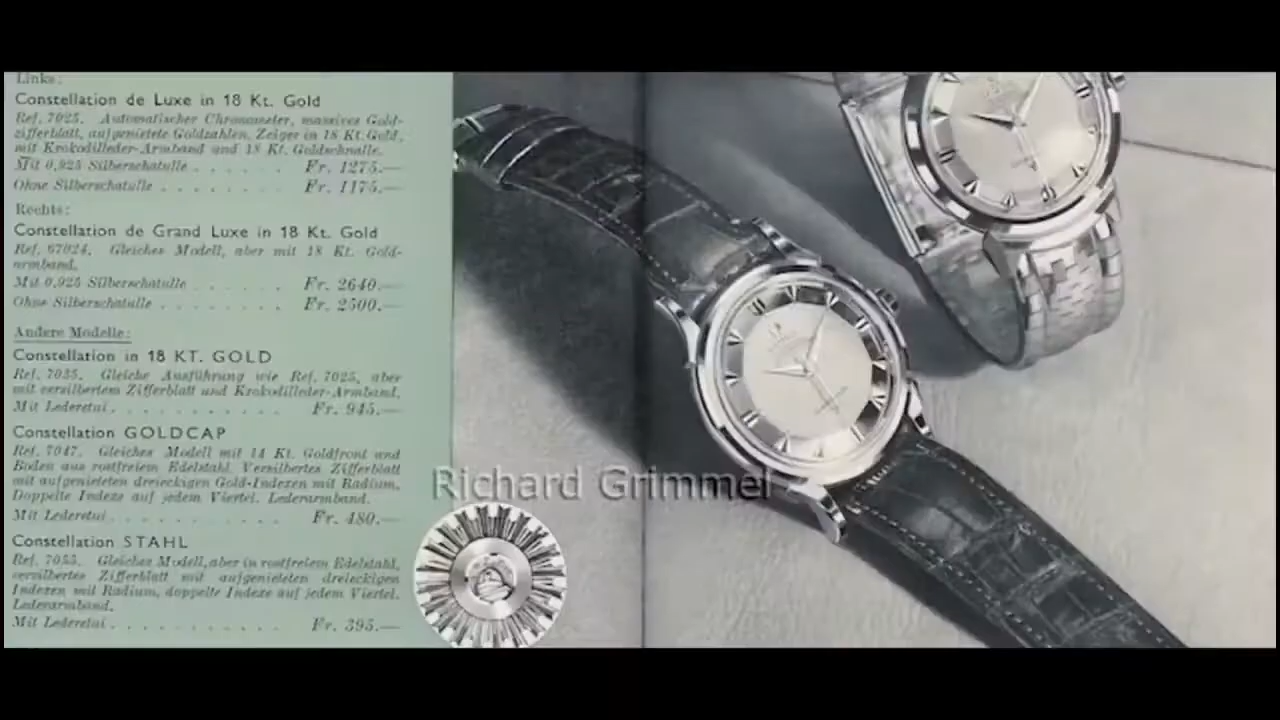 Links:
Constellation de Luxe in 18 Kt. Gold
Ref. 7025. Automatischer Chronometer, massives Gold-
zifferblatt, aufgenietete Goldzahlen, Zeiger in 18 Kt. Gold,
mit Krokodilleder-Armband und 18 Kt. Goldschnalle.
Mit 0,925 Silberschatulle . . . . . . . Fr. 1275.—
Ohne Silberschatulle . . . . . . . . Fr. 1175.—
Rechts:
Constellation de Grand Luxe in 18 Kt. Gold
Ref. 67024. Gleiches Modell, aber mit 18 Kt. Gold-
armband.
Mit 0,925 Silberschatulle . . . . . . . Fr. 2640.—
Ohne Silberschatulle . . . . . . . . Fr. 2500.—
Andere Modelle:
Constellation in 18 KT. GOLD
Ref. 7035. Gleiche Ausführung wie Ref. 7025, aber
mit versilbertem Zifferblatt und Krokodilleder-Armband.
Mit Lederetui . . . . . . . . . . . Fr. 945.—
Constellation GOLDCAP
Ref. 7047. Gleiches Modell mit 14 Kt. Goldfront und
Boden aus rostfreiem Edelstahl. Versilbertes Zifferblatt
mit aufgenieteten dreieckigen Gold-Indexen mit Radium.
Doppelte Indexe auf jedem Viertel. Lederarmband.
Mit Lederetui . . . . . . . . . . . Fr. 480.—
Constellation STAHL
Ref. 7055. Gleiches Modell, aber in rostfreiem Edelstahl,
versilbertes Zifferblatt mit aufgenieteten dreieckigen
Indexen mit Radium, doppelte Indexe auf jedem Viertel.
Lederarmband.
Mit Lederetui . . . . . . . . . . . Fr. 395.—
Richard Grimmel